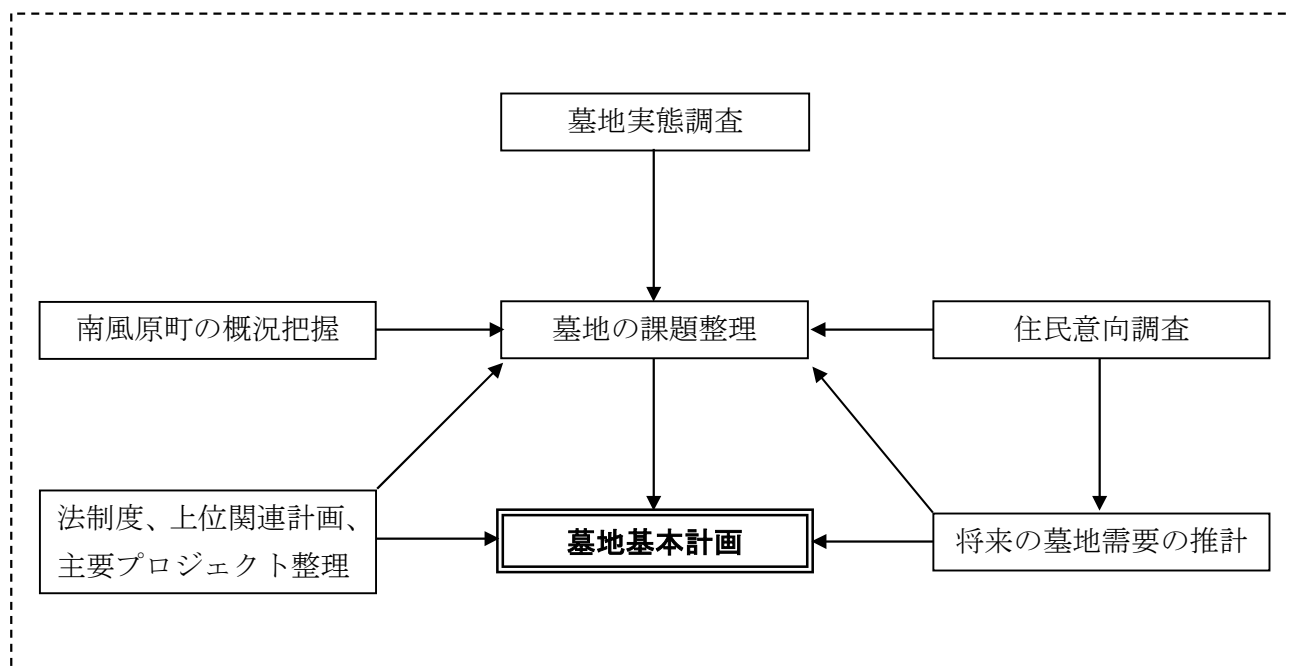 墓地実態調査
南風原町の概況把握
墓地の課題整理
住民意向調査
法制度、上位関連計画、
主要プロジェクト整理
墓地基本計画
将来の墓地需要の推計